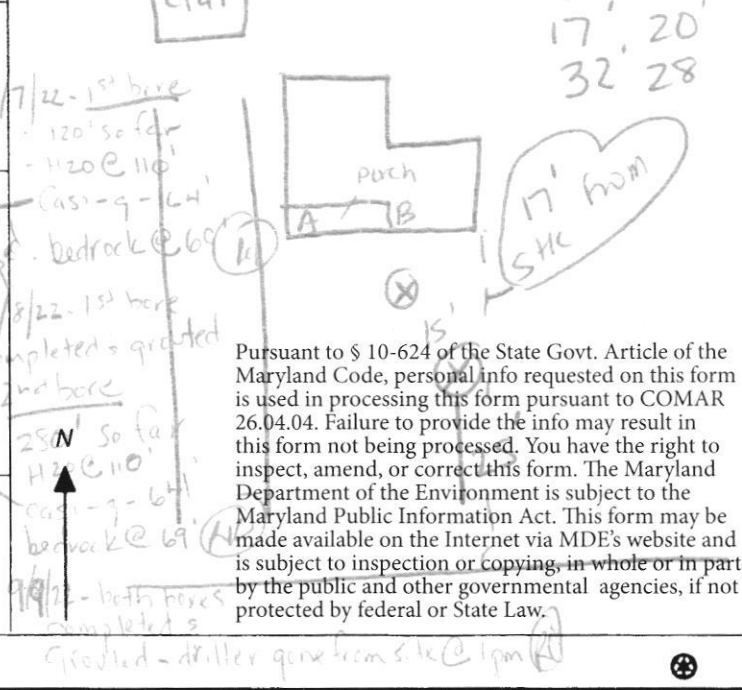 17' 20'
32' 28
7/22 - 1st bore
- 120' so far
- H20 @ 110'
- Casing - 64'
. bedrock @ 69'
porch
A B
17' from
site
8/22 - 1st bore
completed & grouted
2nd bore
280' so far
H20 @ 110'
casing - 64'
bedrock @ 69'
15'
N
Pursuant to § 10-624 of the State Govt. Article of the
Maryland Code, personal info requested on this form
is used in processing this form pursuant to COMAR
26.04.04. Failure to provide the info may result in
this form not being processed. You have the right to
inspect, amend, or correct this form. The Maryland
Department of the Environment is subject to the
Maryland Public Information Act. This form may be
made available on the Internet via MDE's website and
is subject to inspection or copying, in whole or in part
by the public and other governmental agencies, if not
protected by federal or State Law.
9/9/22 - both bores
completed &
Grouted - driller gone from site @ 1pm